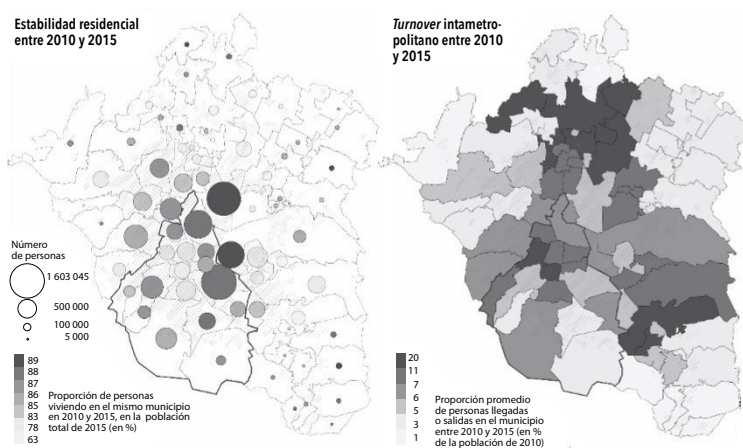 Estabilidad residencial
entre 2010 y 2015
Número
de personas
1 603 045
500 000
100 000
5 000
89
88
87
86
85
83
78
63
Proporción de personas
viviendo en el mismo municipio
en 2010 y 2015, en la población
total de 2015 (en %)
Turnover intametro-
politano entre 2010
y 2015
20
11
7
6
5
3
1
Proporción promedio
de personas llegadas
o salidas en el municipio
entre 2010 y 2015 (en %
de la población de 2010)